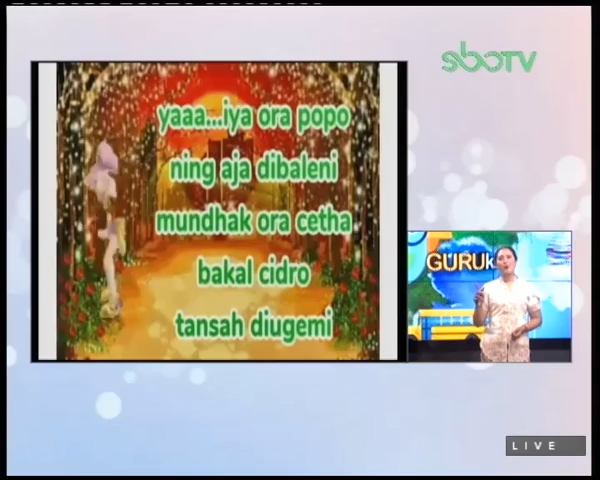 sboTV
yaaa...iya ora popo
ning aja dibaleni
mundhak ora cetha
bakal cidro
tansah diugemi
GURUK
LIVE